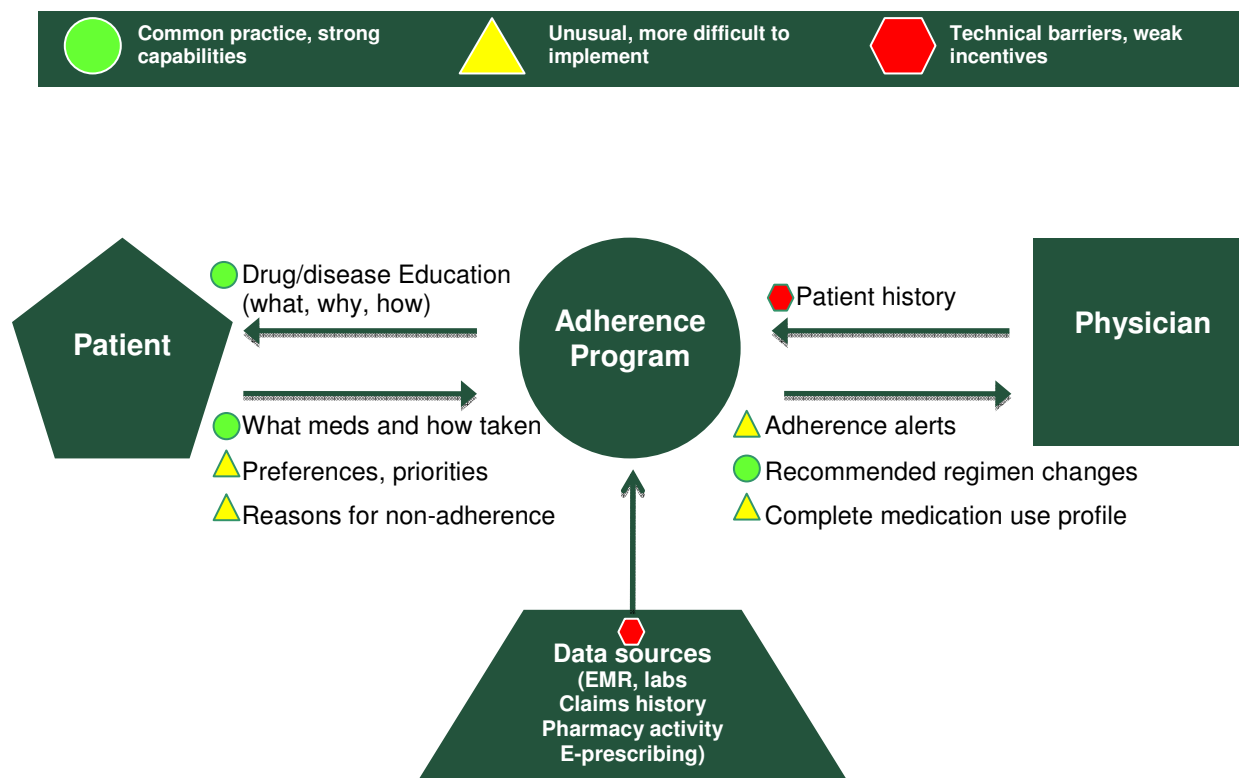 Common practice, strong
capabilities
Unusual, more difficult to
implement
Technical barriers, weak
incentives
Patient
Drug/disease Education
(what, why, how)
What meds and how taken
Preferences, priorities
Reasons for non-adherence
Adherence
Program
Patient history
Physician
Adherence alerts
Recommended regimen changes
Complete medication use profile
Data sources
(EMR, labs
Claims history
Pharmacy activity
E-prescribing)